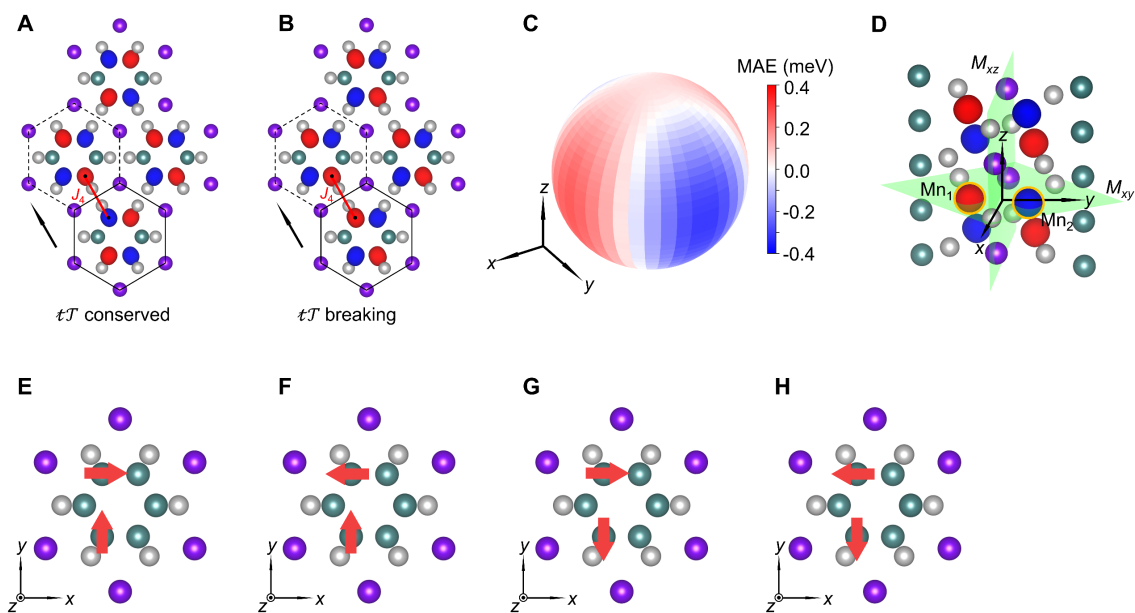 A
B
C
D
J4
J4
tT conserved
tT breaking
MAE (meV)
0.4
0.2
0.0
-0.2
-0.4
z
x
y
Mxz
z
Mn1
Mxy
y
Mn2
x
E
F
G
H
y
z
x
y
z
x
y
z
x
y
z
x